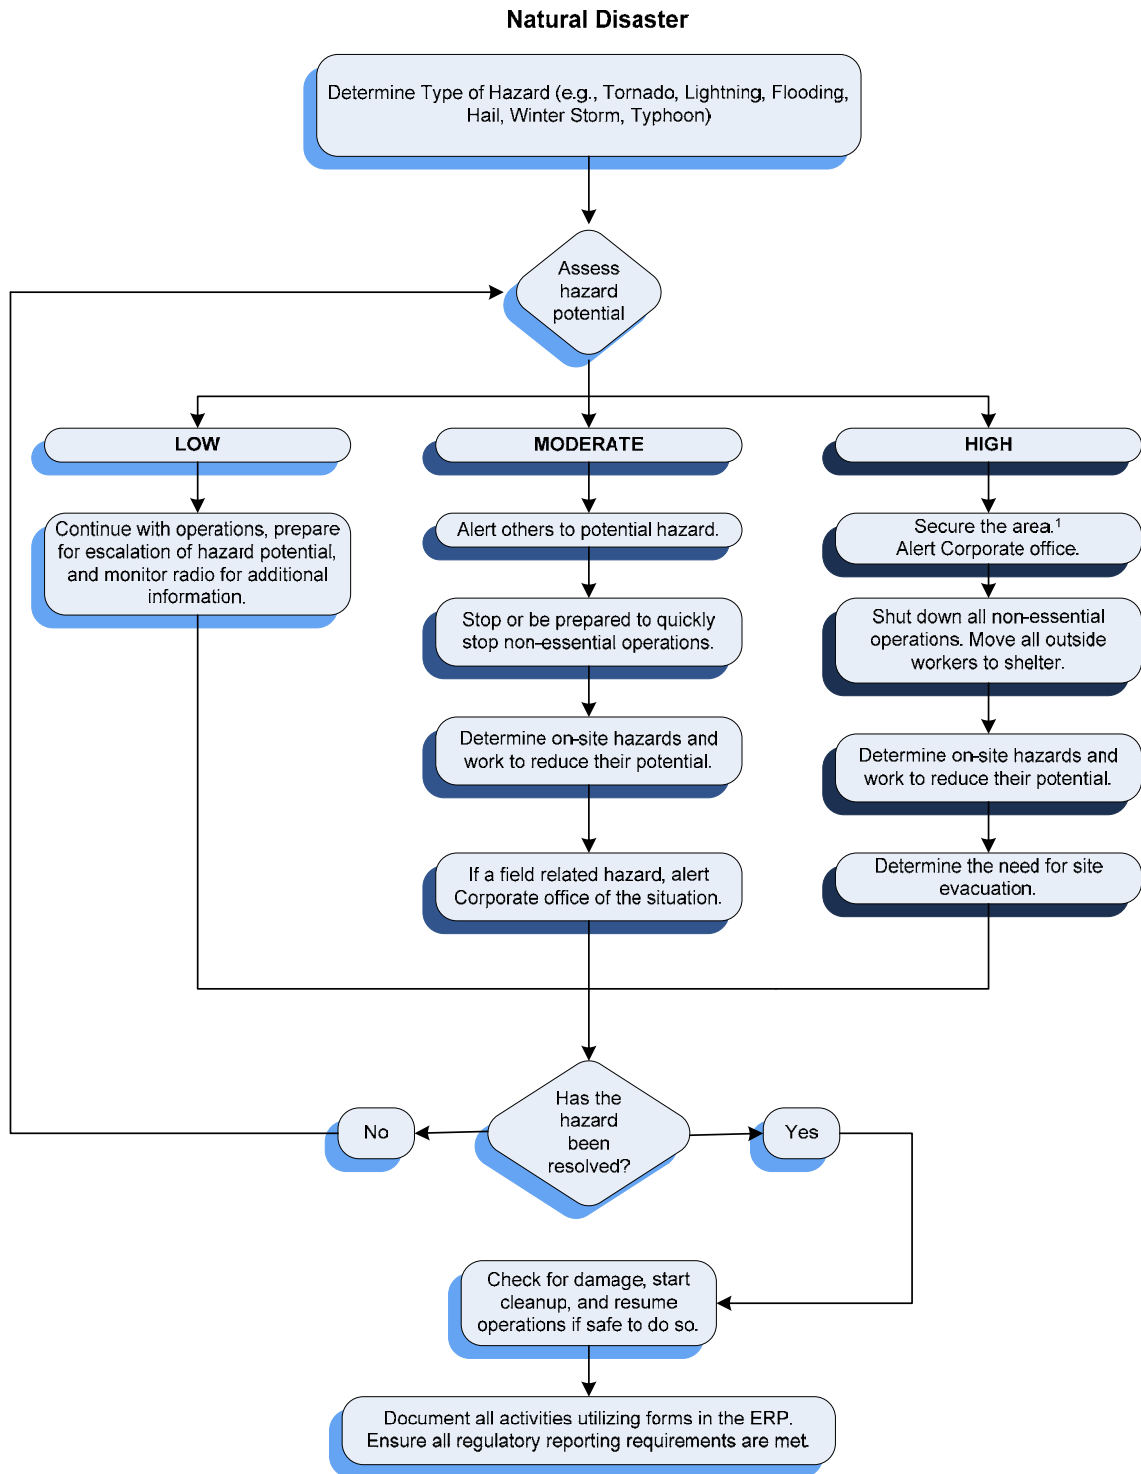 Natural Disaster
Determine Type of Hazard (e.g., Tornado, Lightning, Flooding,
Hail, Winter Storm, Typhoon)
Assess
hazard
potential
LOW
Continue with operations, prepare
for escalation of hazard potential,
and monitor radio for additional
information.
MODERATE
Alert others to potential hazard.
Stop or be prepared to quickly
stop non-essential operations.
Determine on-site hazards and
work to reduce their potential.
If a field related hazard, alert
Corporate office of the situation.
HIGH
Secure the area.¹
Alert Corporate office.
Shut down all non-essential
operations. Move all outside
workers to shelter.
Determine on-site hazards and
work to reduce their potential.
Determine the need for site
evacuation.
Has the
hazard
been
resolved?
No
Yes
Check for damage, start
cleanup, and resume
operations if safe to do so.
Document all activities utilizing forms in the ERP.
Ensure all regulatory reporting requirements are met.